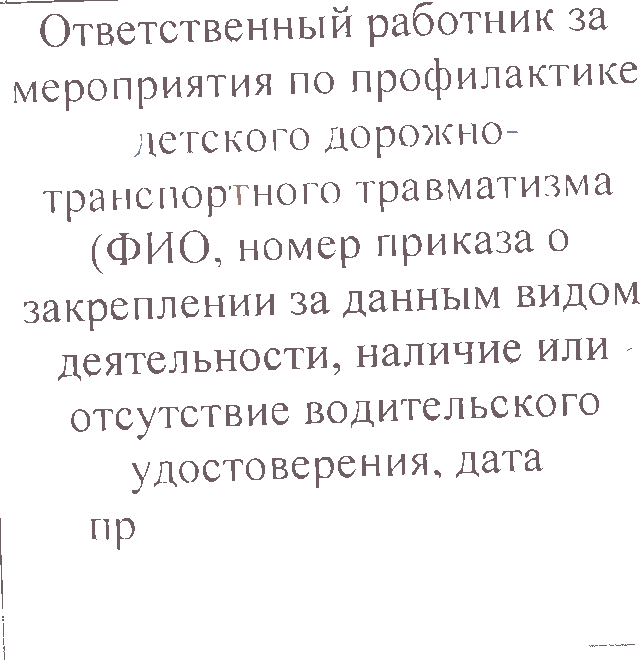 Ответственный работник за
мероприятия по профилактике
детского дорожно-
транспортного травматизма
(ФИО, номер приказа о
закреплении за данным видом
деятельности, наличие или
отсутствие водительского
удостоверения, дата
пр